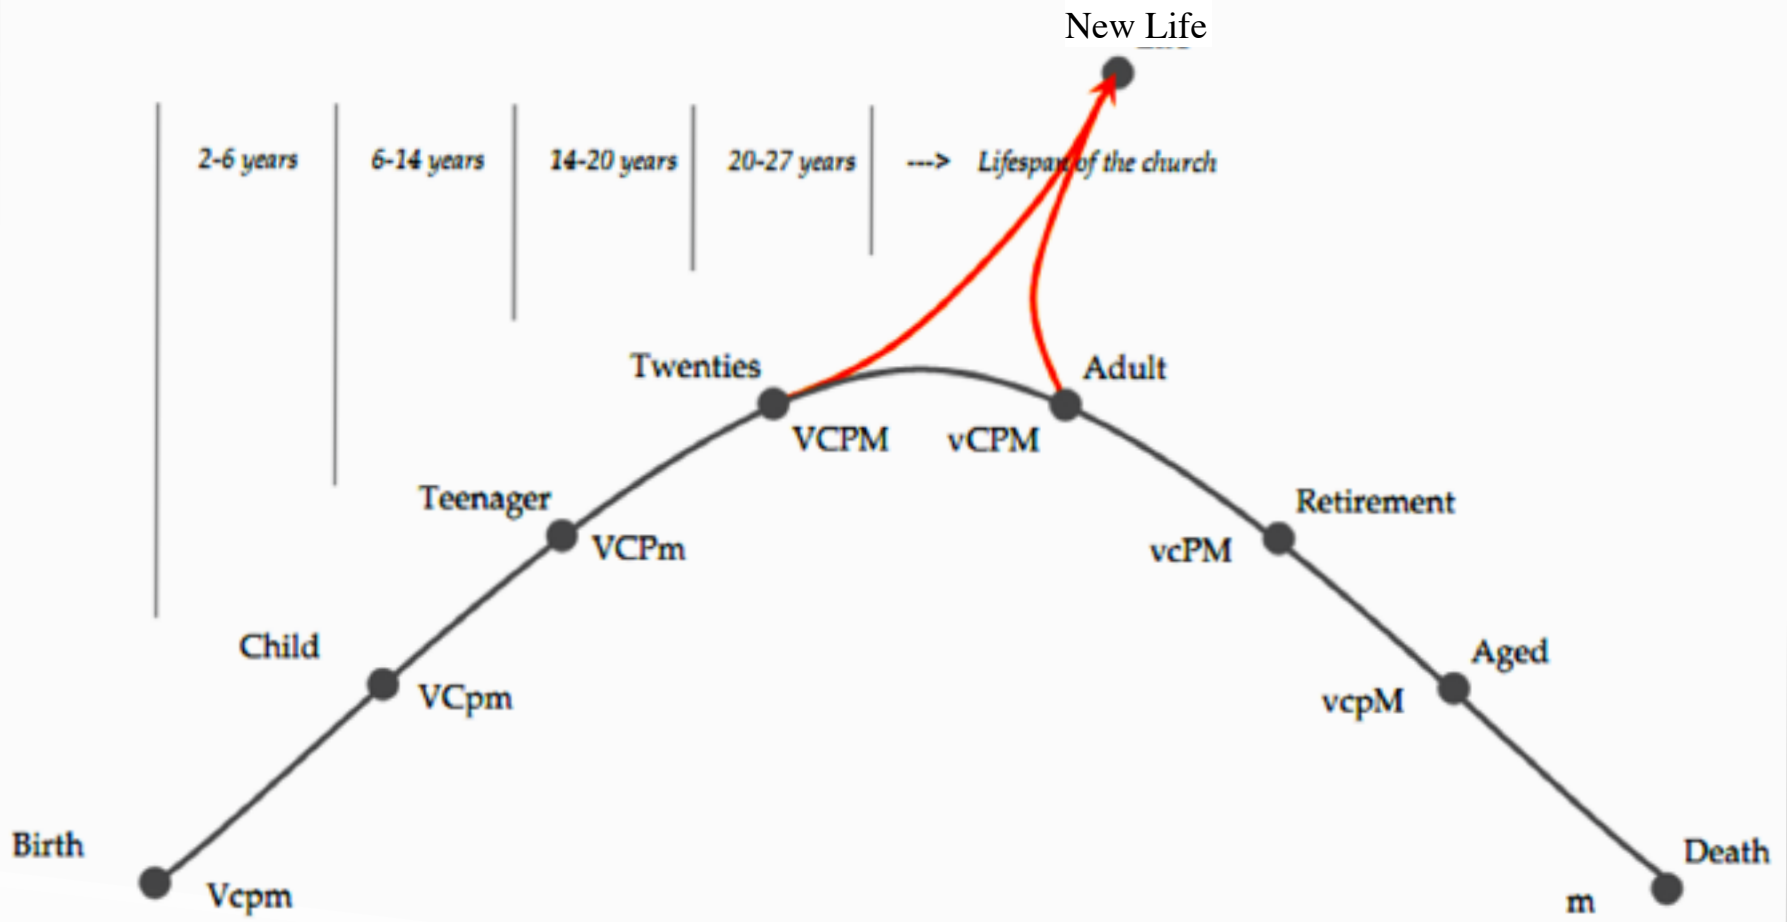 New Life
2-6 years
6-14 years
14-20 years
20-27 years
---> Lifespan of the church
Twenties
Adult
VCPM
vCPM
Teenager
Retirement
VCPm
vcPM
Child
Aged
VCpm
vcpM
Birth
Death
Vcpm
m